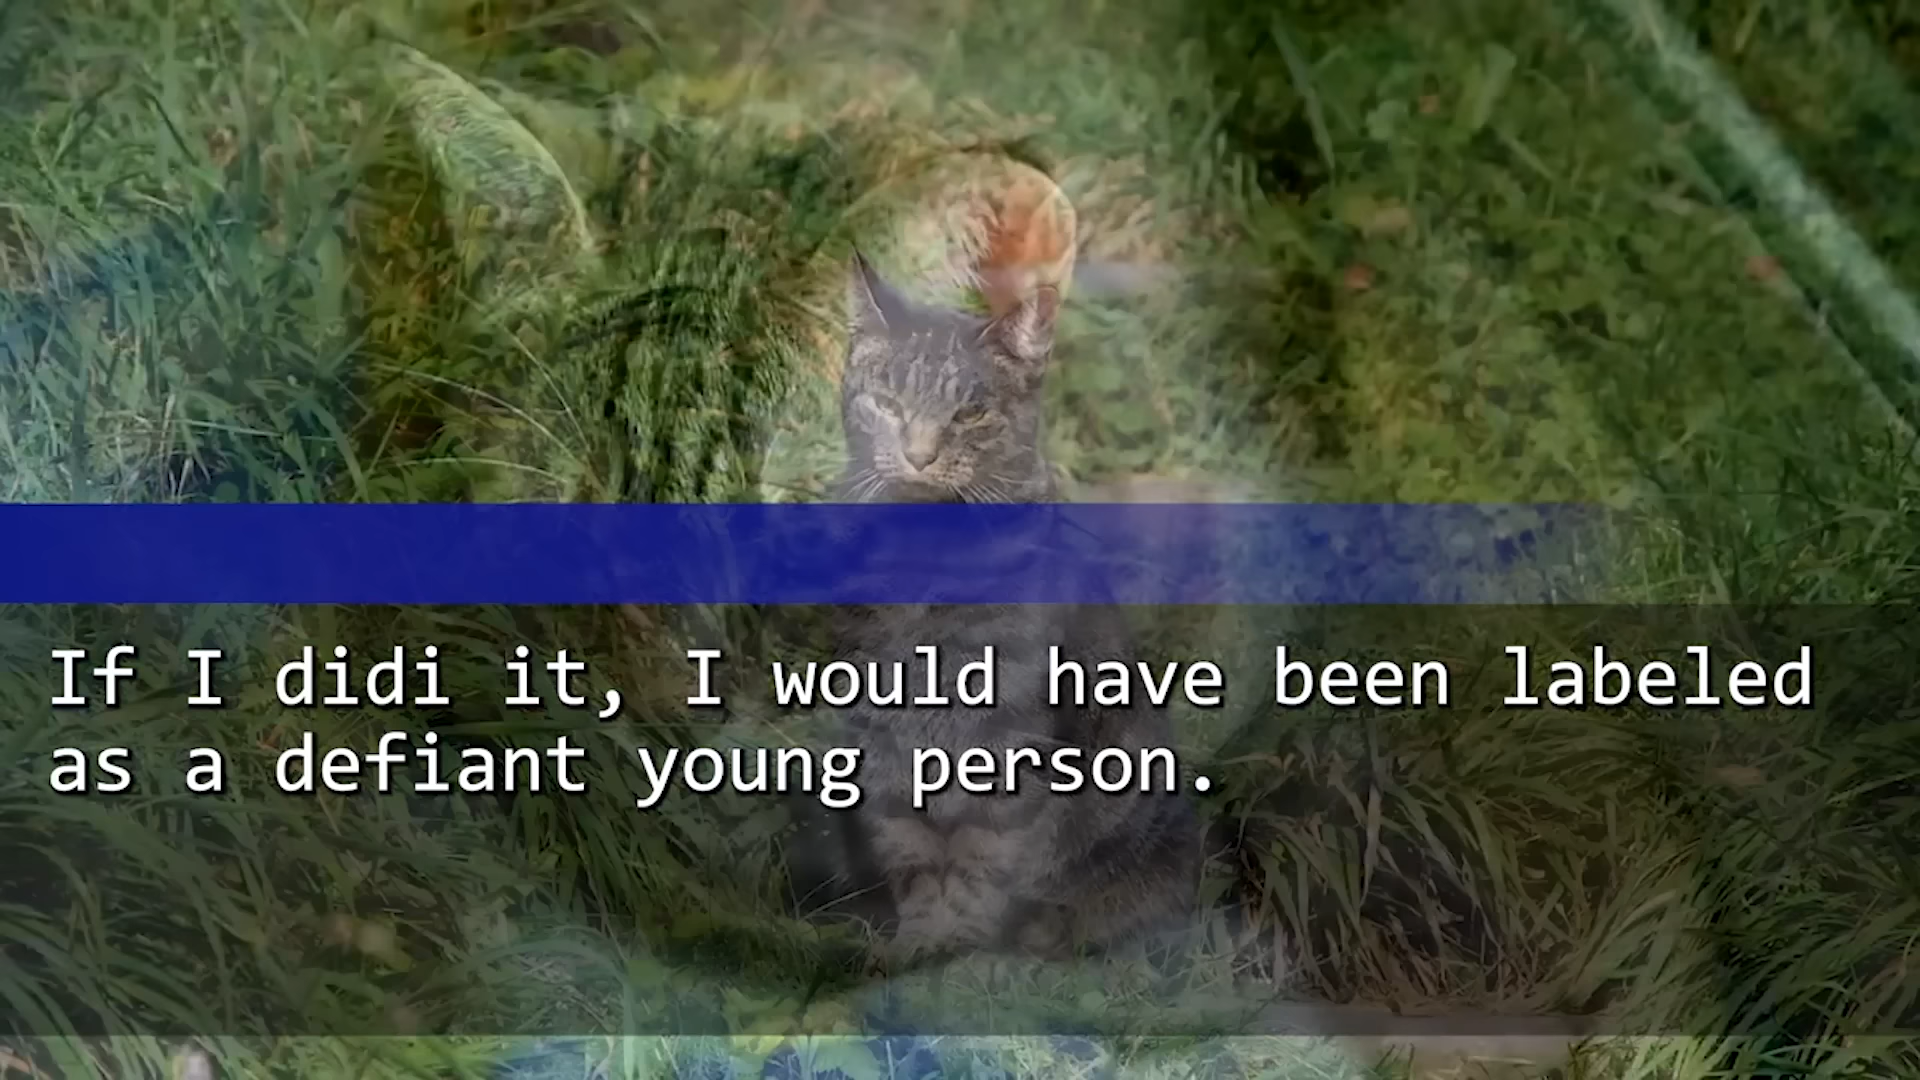 If I didi it, I would have been labeled
as a defiant young person.